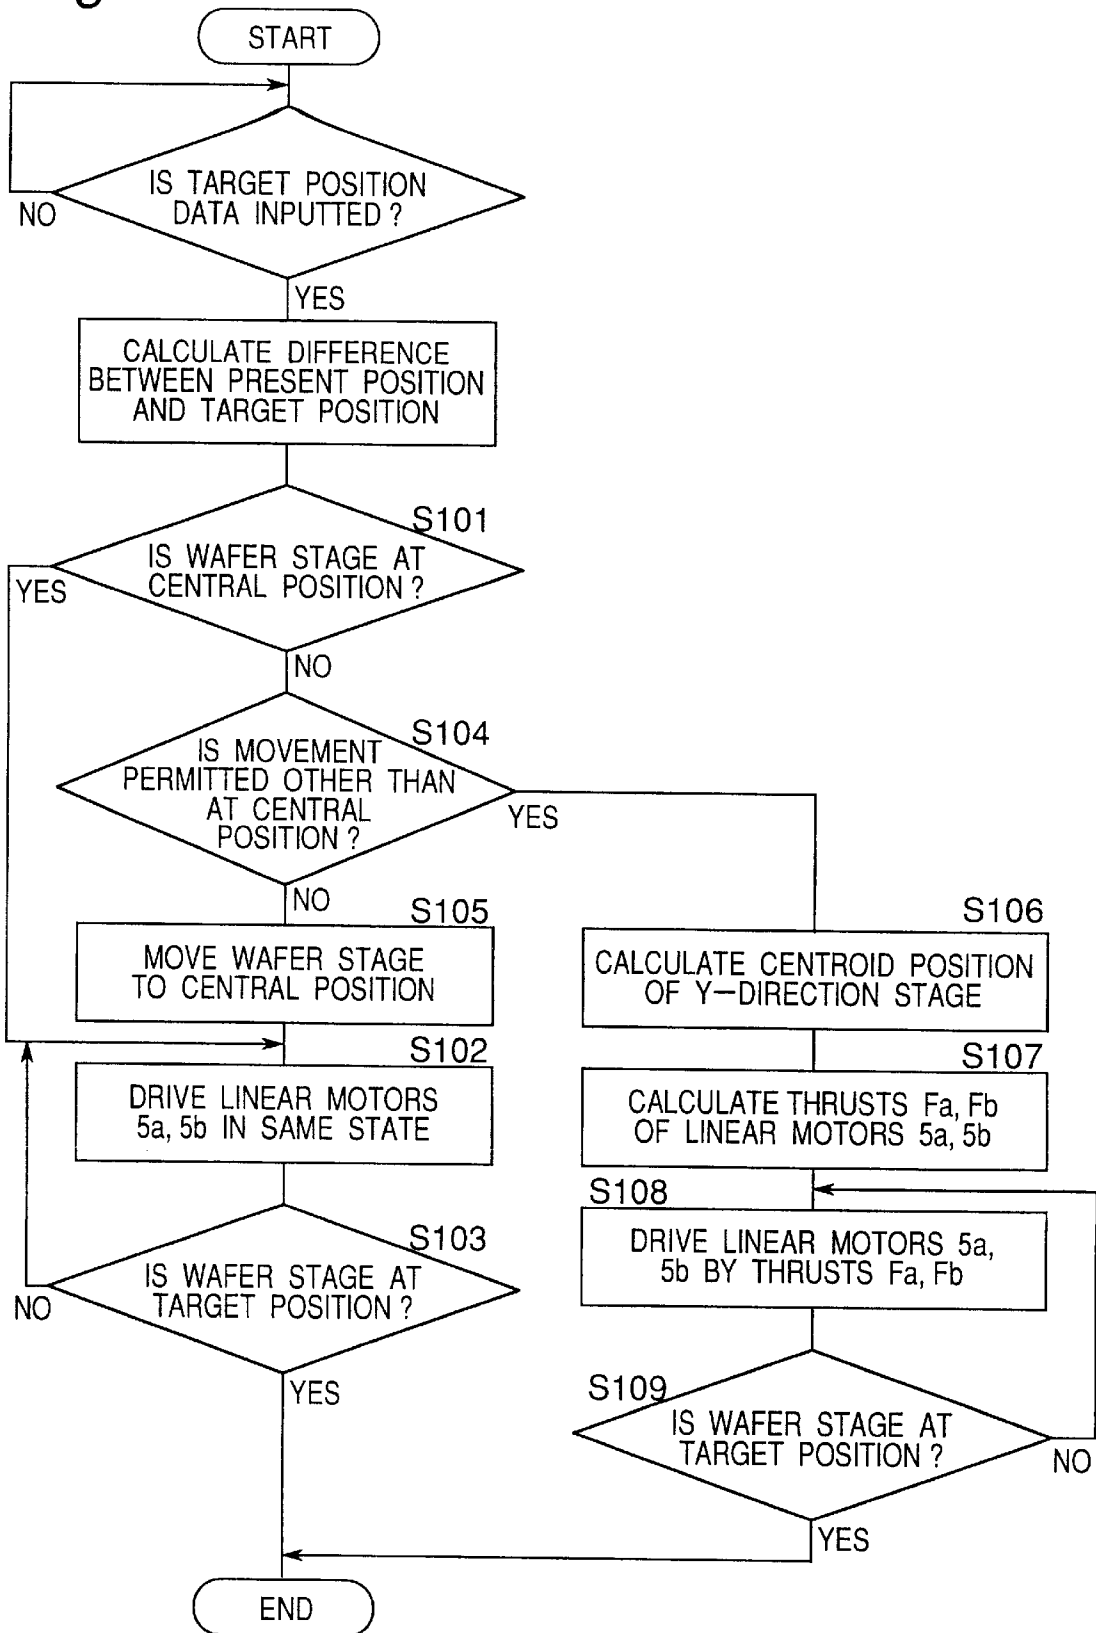 START
IS TARGET POSITION
DATA INPUTTED ?
NO
YES
CALCULATE DIFFERENCE
BETWEEN PRESENT POSITION
AND TARGET POSITION
S101
IS WAFER STAGE AT
CENTRAL POSITION ?
YES
NO
S104
IS MOVEMENT
PERMITTED OTHER THAN
AT CENTRAL
POSITION ?
YES
NO
S105
MOVE WAFER STAGE
TO CENTRAL POSITION
S102
DRIVE LINEAR MOTORS
5a, 5b IN SAME STATE
S103
IS WAFER STAGE AT
TARGET POSITION ?
NO
YES
S106
CALCULATE CENTROID POSITION
OF Y-DIRECTION STAGE
S107
CALCULATE THRUSTS Fa, Fb
OF LINEAR MOTORS 5a, 5b
S108
DRIVE LINEAR MOTORS 5a,
5b BY THRUSTS Fa, Fb
S109
IS WAFER STAGE AT
TARGET POSITION ?
NO
YES
END